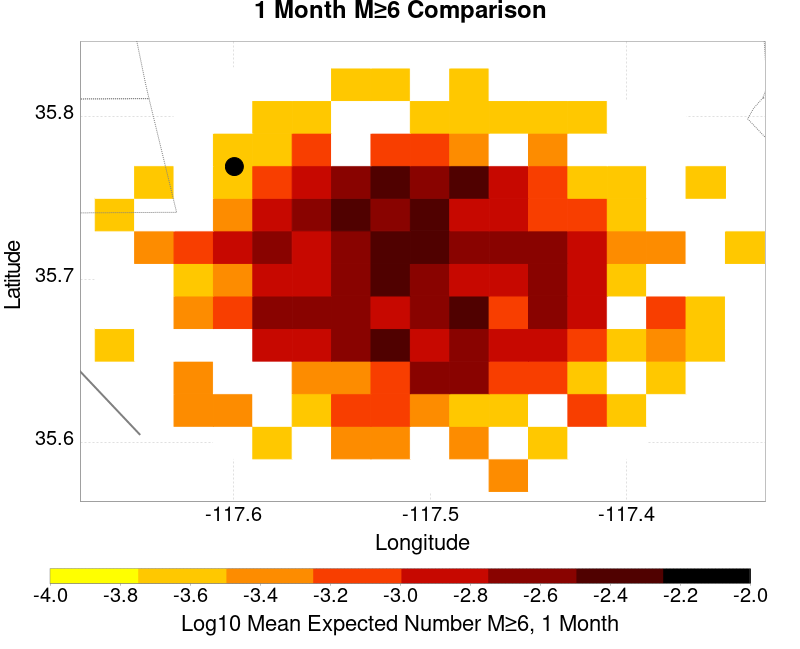 1 Month M≥6 Comparison
35.8
35.7
35.6
Latitude
-117.6 -117.5 -117.4
Longitude
-4.0 -3.8 -3.6 -3.4 -3.2 -3.0 -2.8 -2.6 -2.4 -2.2 -2.0
Log10 Mean Expected Number M≥6, 1 Month